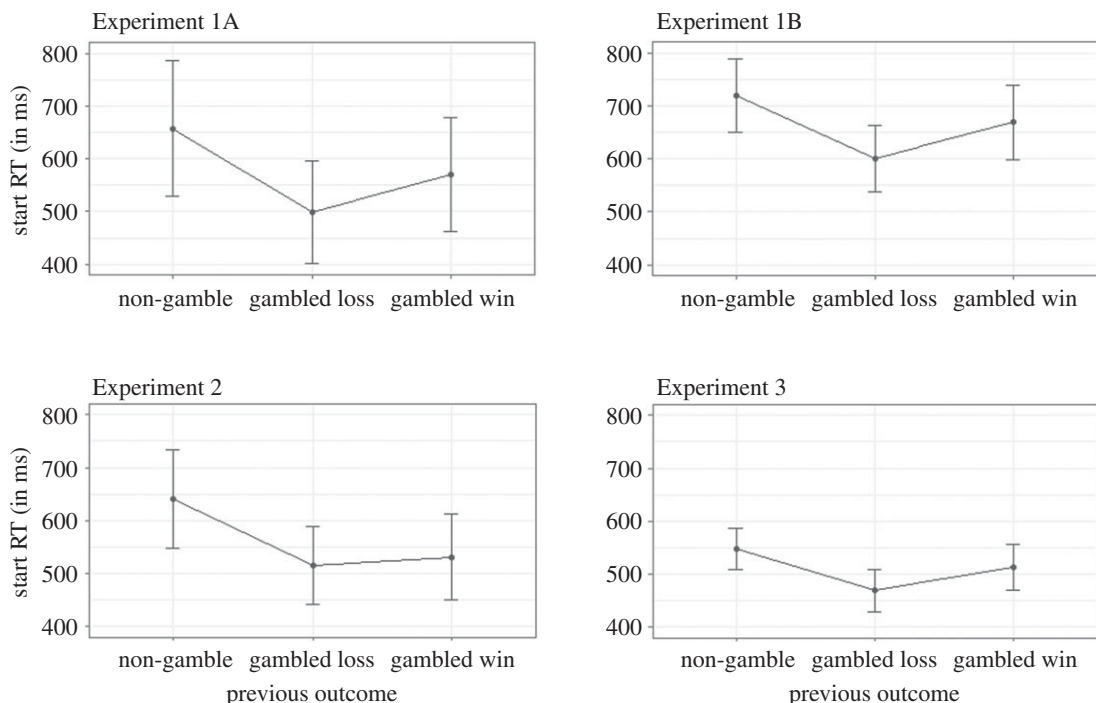 Experiment 1A
Experiment 1B
start RT (in ms)
800
700
600
500
400
non-gamble gambled loss gambled win
800
700
600
500
400
non-gamble gambled loss gambled win
Experiment 2
Experiment 3
start RT (in ms)
800
700
600
500
400
non-gamble gambled loss gambled win
previous outcome
800
700
600
500
400
non-gamble gambled loss gambled win
previous outcome